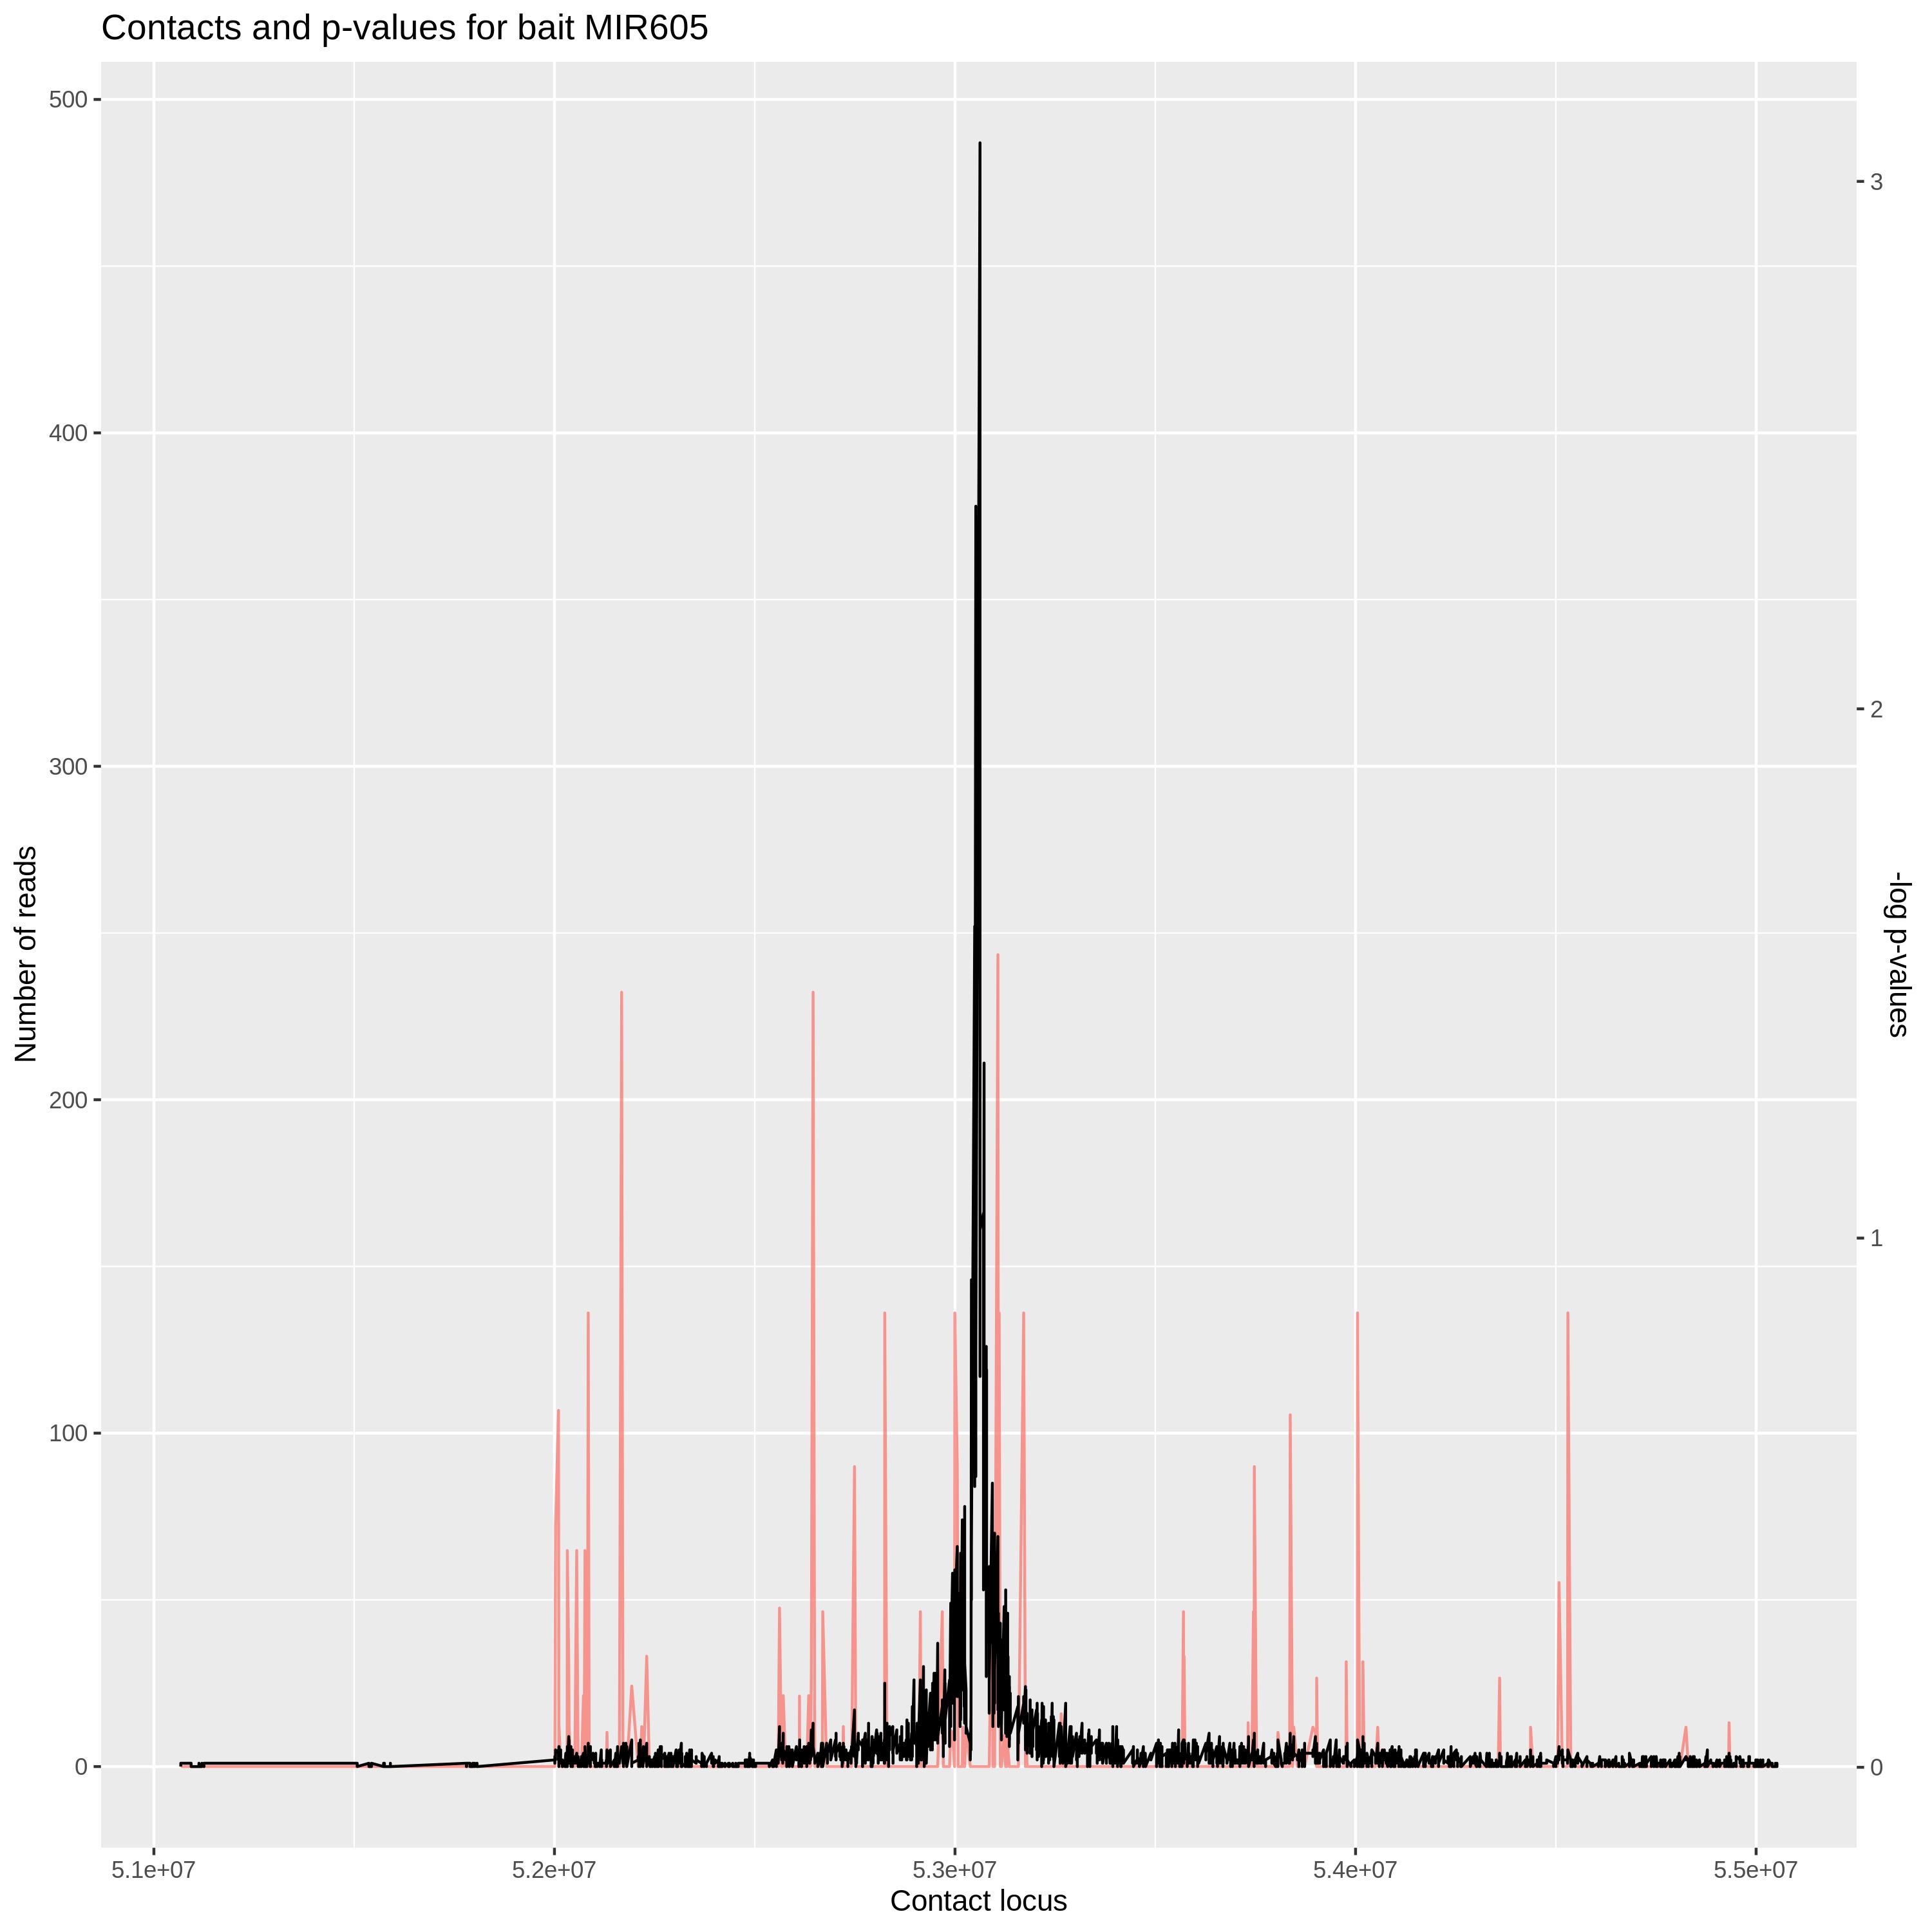 Contacts and p-values for bait MIR605
500
400
300
200
100
0
Number of reads
3
2
1
0
-log p-values
5.1e+07 5.2e+07 5.3e+07 5.4e+07 5.5e+07
Contact locus